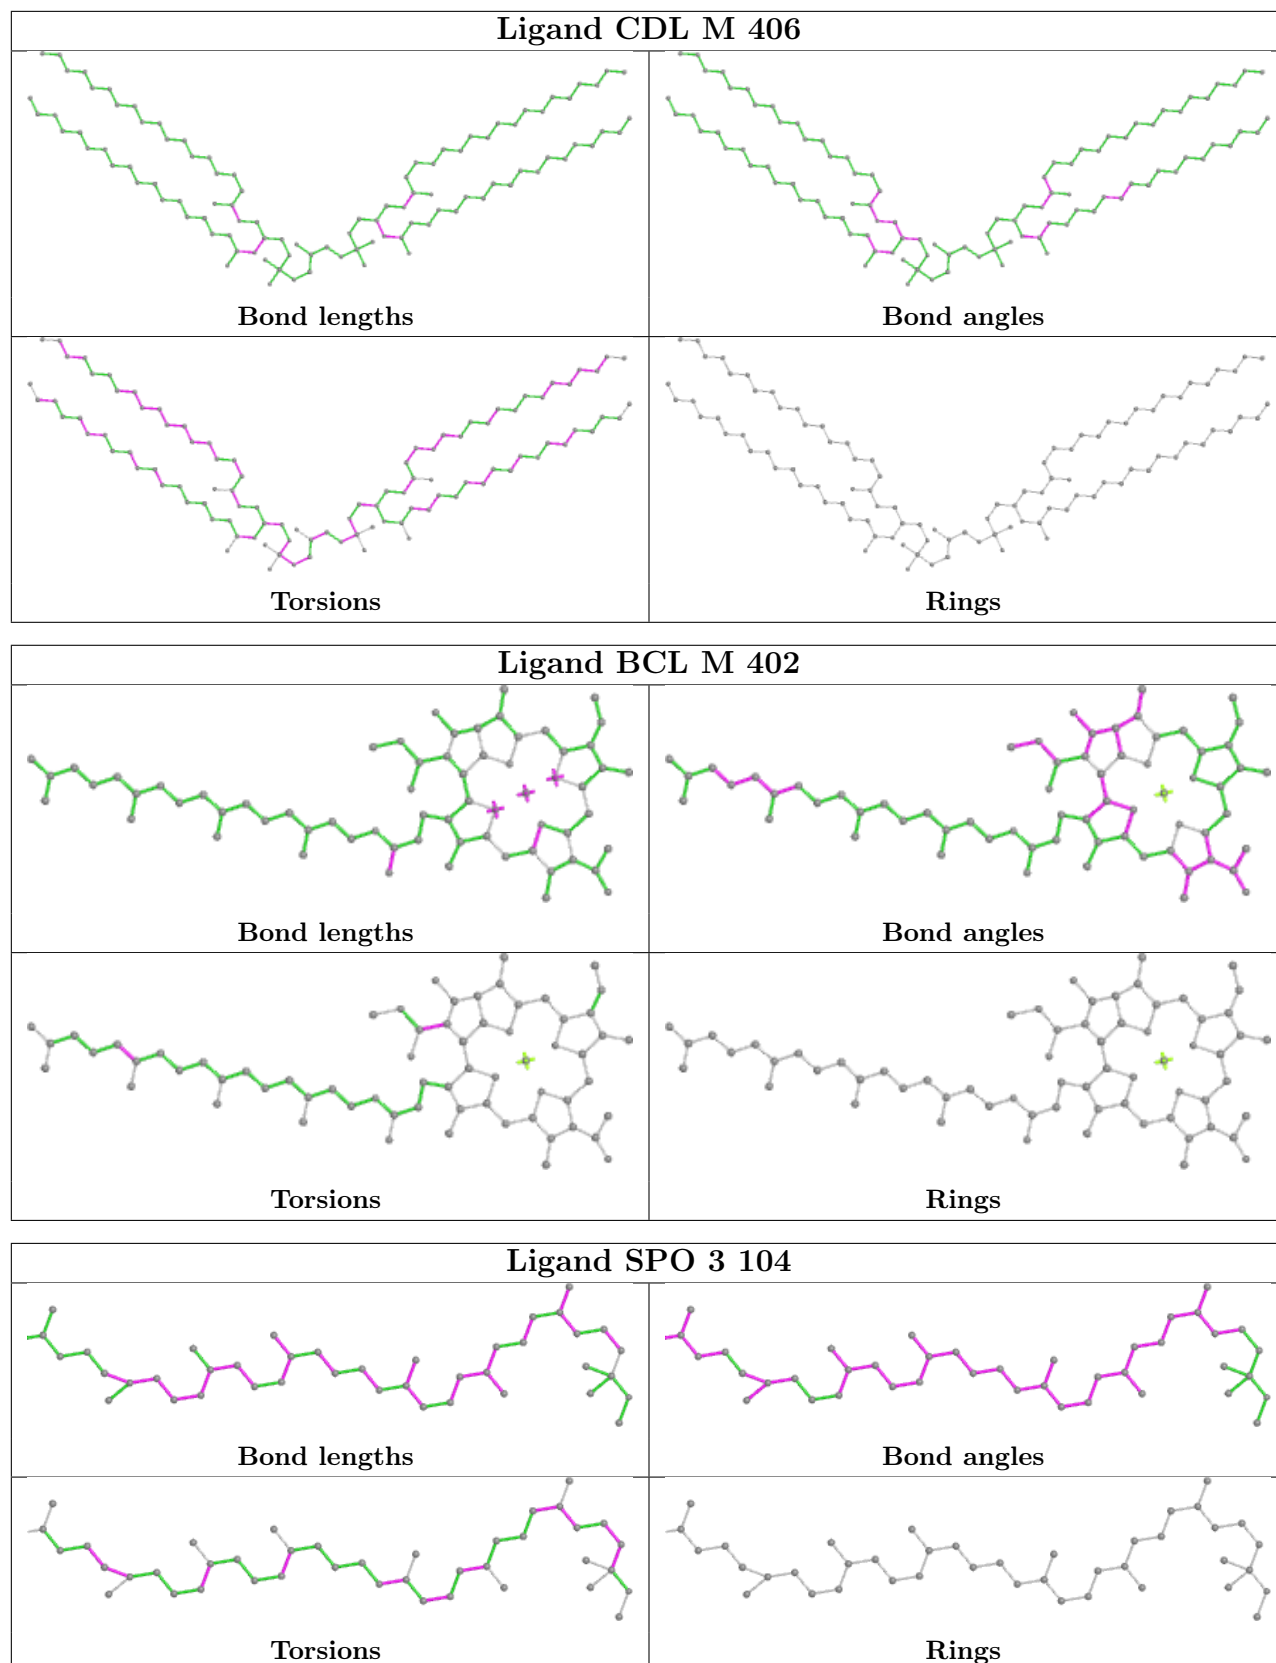 Ligand CDL M 406
Bond lengths
Bond angles
Torsions
Rings
Ligand BCL M 402
Bond lengths
Bond angles
Torsions
Rings
Ligand SPO 3 104
Bond lengths
Bond angles
Torsions
Rings